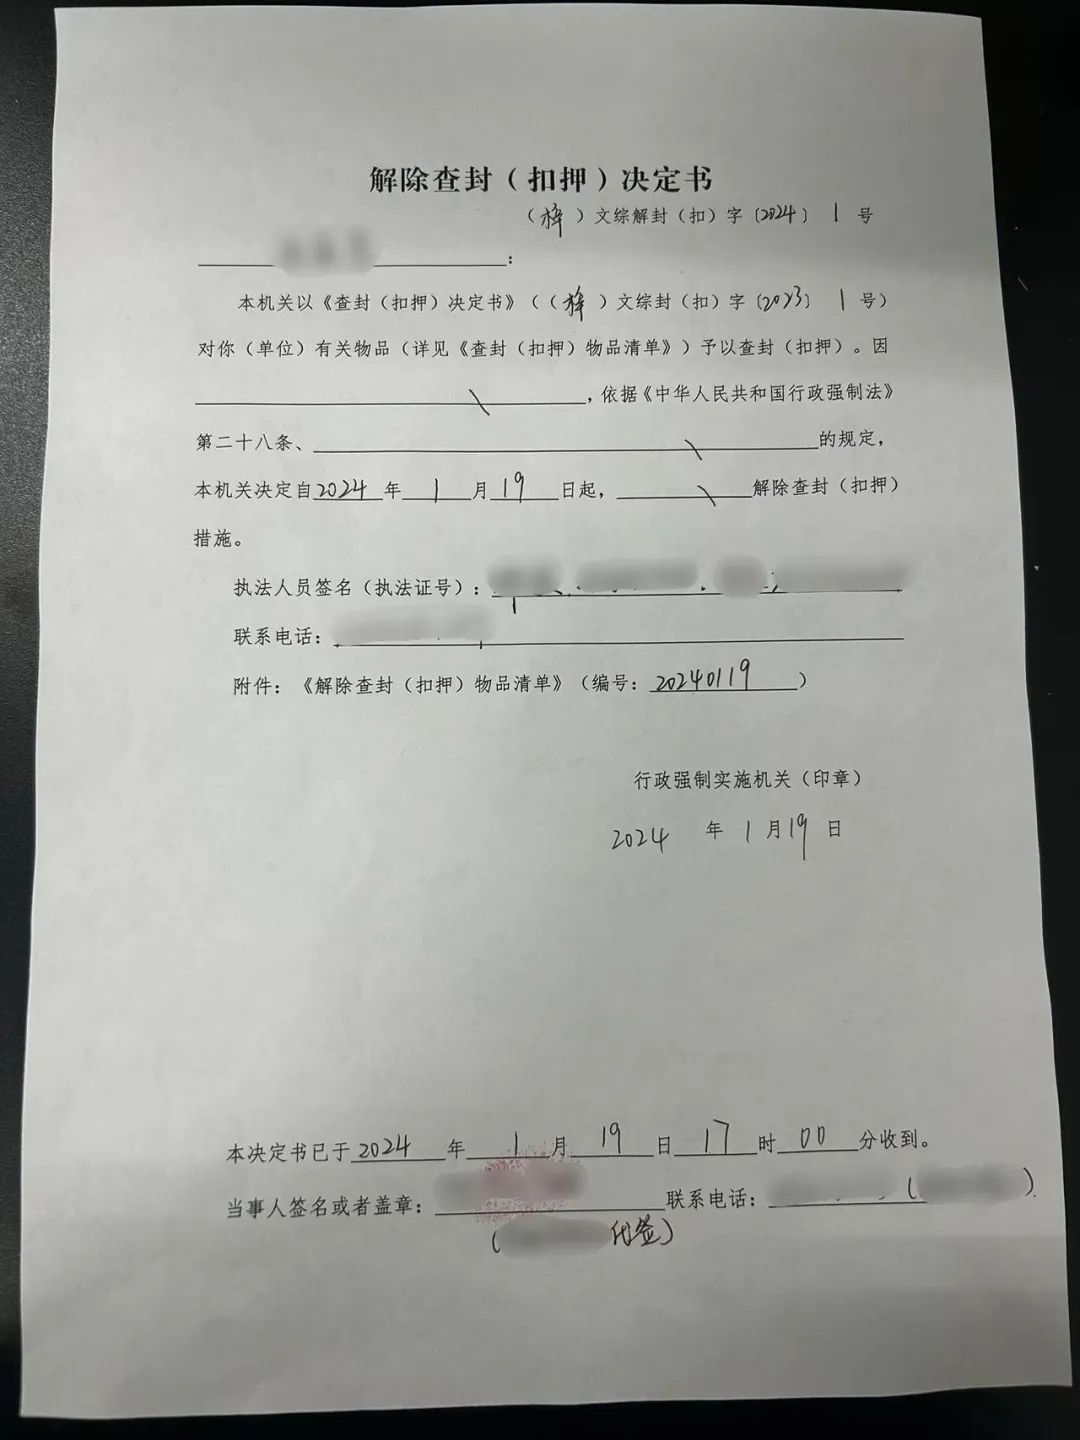 解除查封（扣押）决定书
（梓）文综解封（扣）字〔2024〕 1 号
：
本机关以《查封（扣押）决定书》（（梓）文综封（扣）字〔2023〕 1 号）
对你（单位）有关物品（详见《查封（扣押）物品清单》）予以查封（扣押）。因
\ ，依据《中华人民共和国行政强制法》
第二十八条、 \ 的规定，
本机关决定自2024年 1 月 19 日起， \ 解除查封（扣押）
措施。
执法人员签名（执法证号）：
联系电话：
附件：《解除查封（扣押）物品清单》（编号：20240119）
行政强制实施机关（印章）
2024 年 1 月 19 日
本决定书已于2024 年 1 月 19 日 17 时 00 分收到。
当事人签名或者盖章： 联系电话： （ ）
（ 代签）